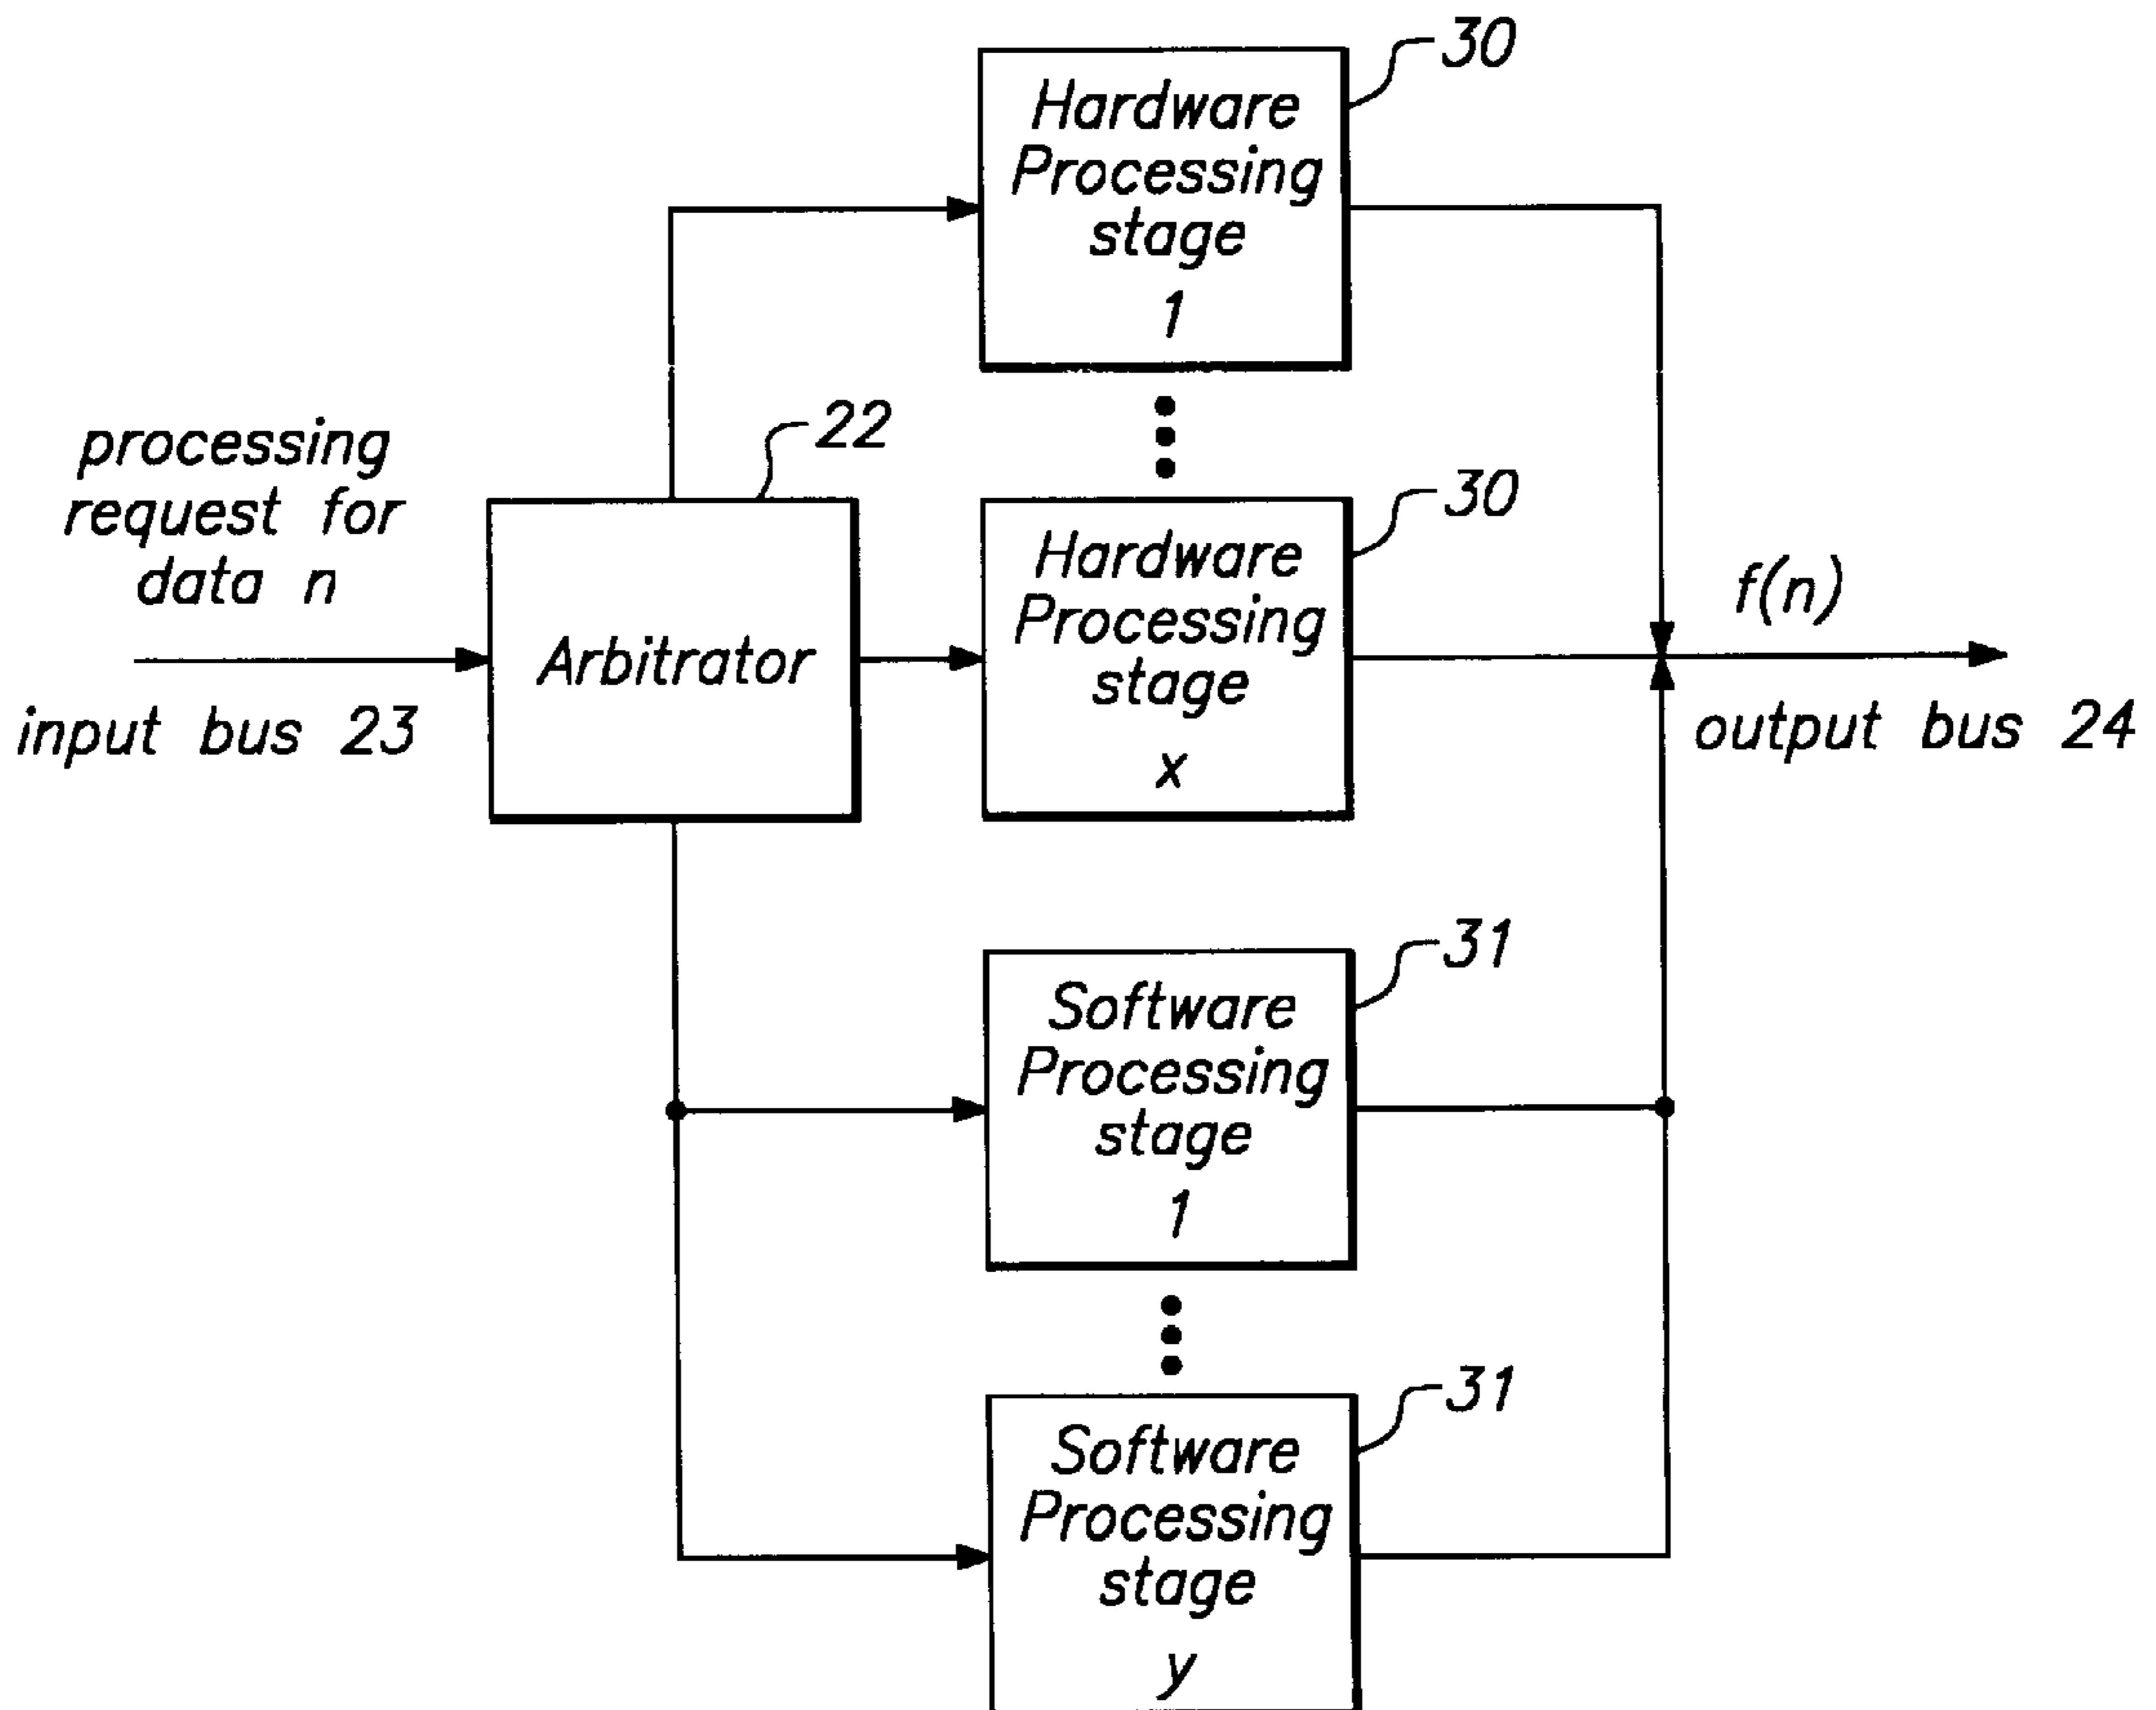 30
Hardware
Processing
stage
1
processing
request for
data n
input bus 23
22
Arbitrator
30
Hardware
Processing
stage
x
f(n)
output bus 24
31
Software
Processing
stage
1
31
Software
Processing
stage
y